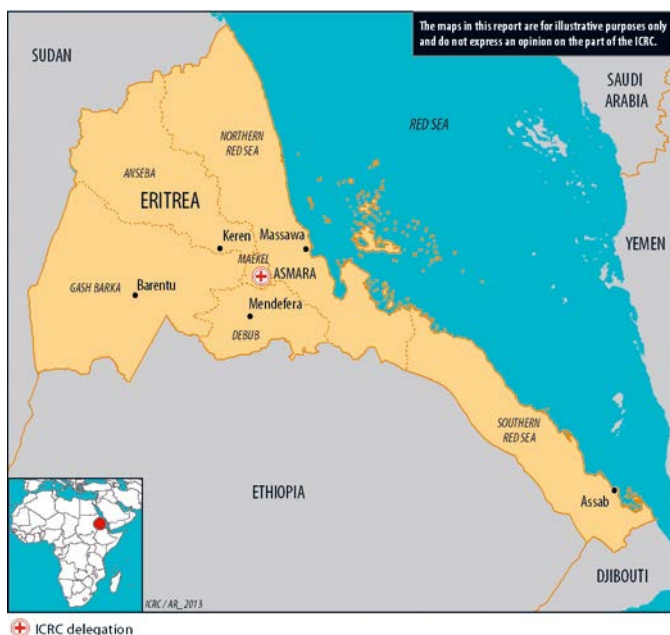 The maps in this report are for illustrative purposes only
and do not express an opinion on the part of the ICRC.
SUDAN
SAUDI
ARABIA
RED SEA
NORTHERN
RED SEA
ANSEBA
ERITREA
Keren
Massawa
YEMEN
MAEKEL
ASMARA
GASH BARKA
Barentu
Mendefera
DEBUB
SOUTHERN
RED SEA
ETHIOPIA
Assab
DJIBOUTI
ICRC / AR_2013
ICRC delegation